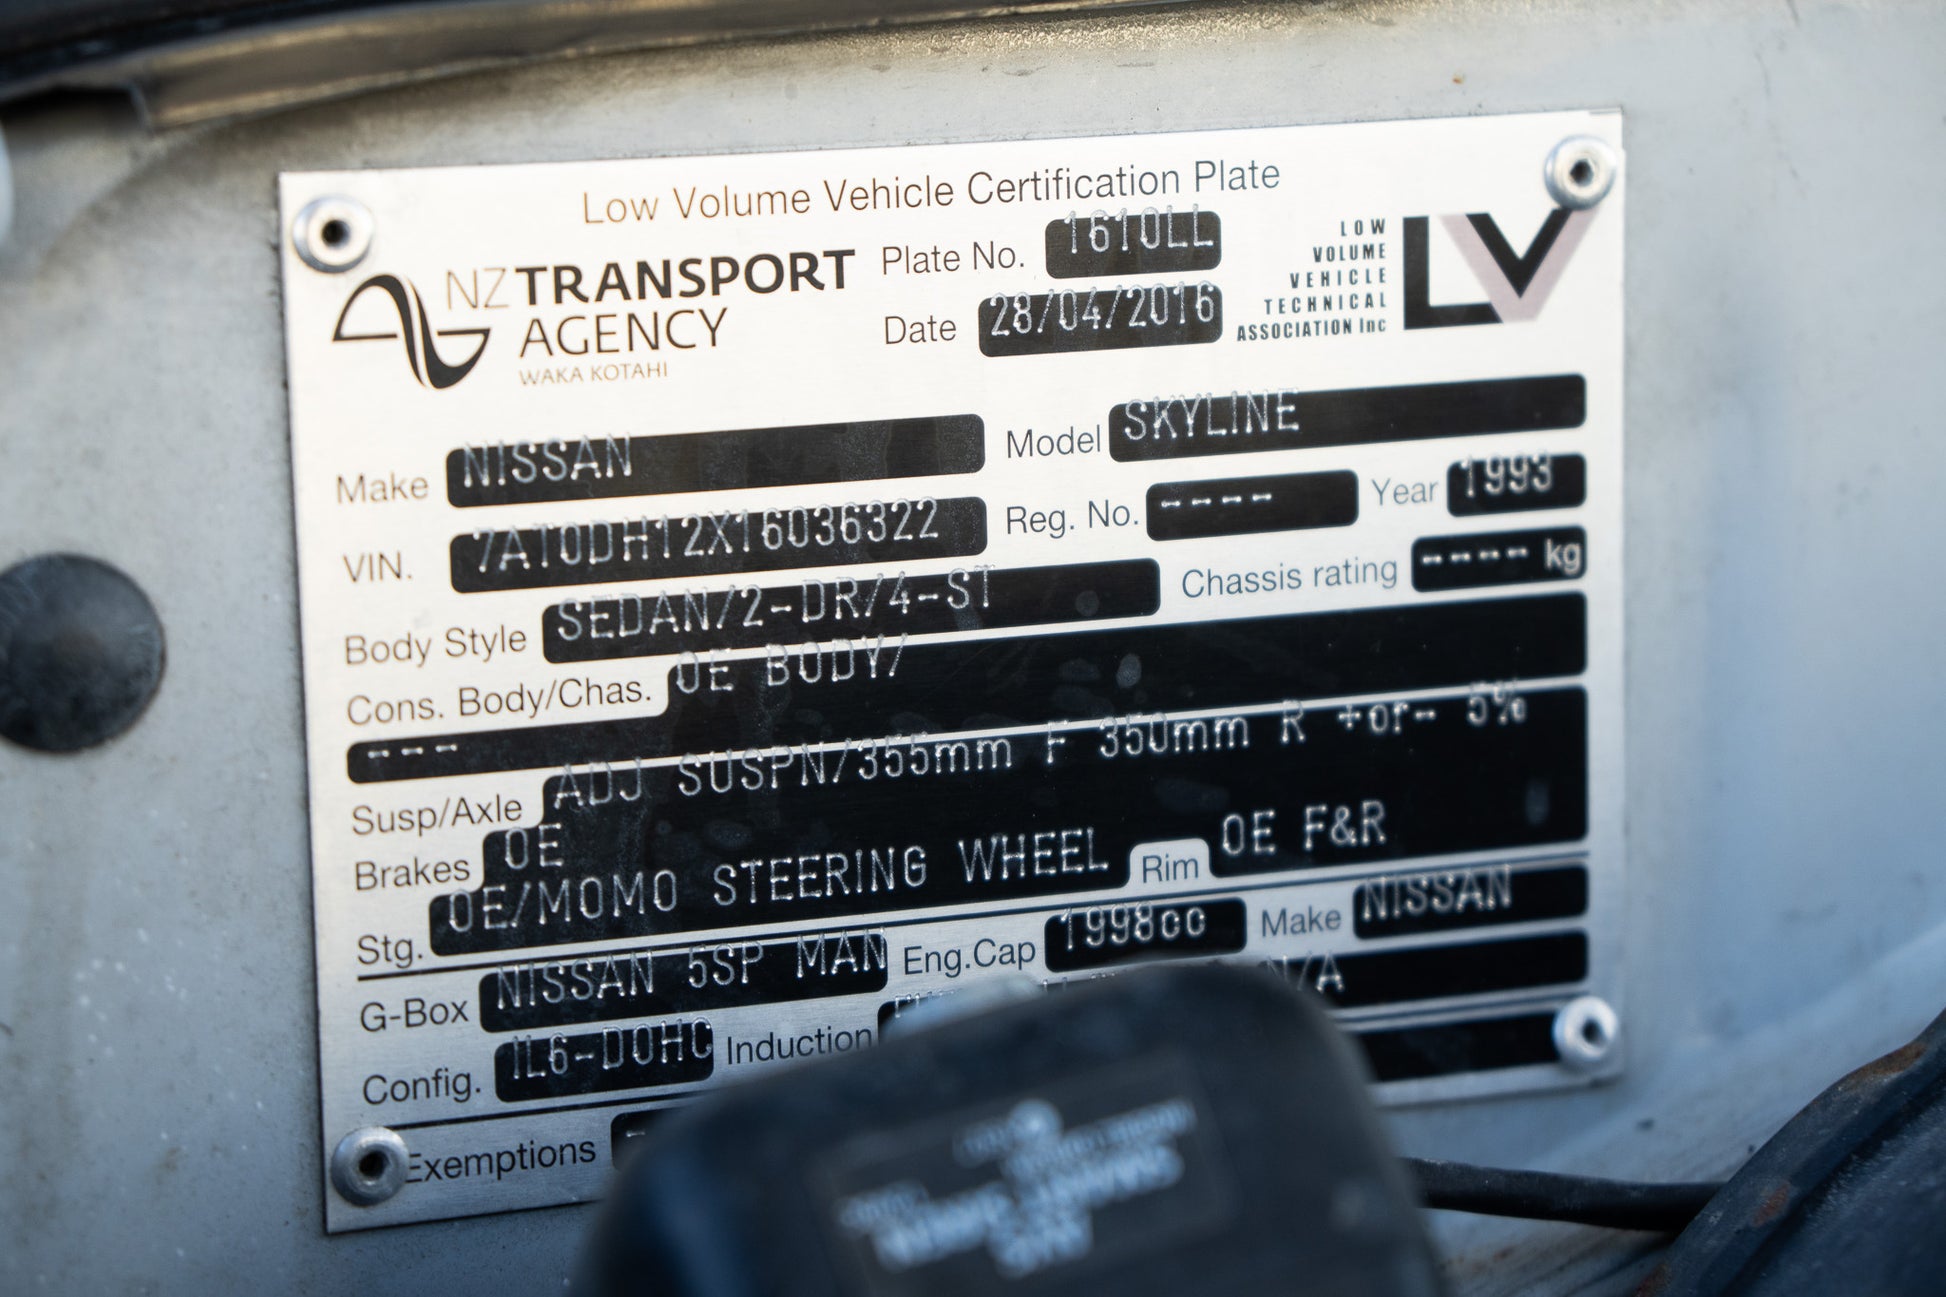 Low Volume Vehicle Certification Plate
NZTRANSPORT
AGENCY
WAKA KOTAHI
Plate No. 1610LL
Date 28/04/2016
LOW
VOLUME
VEHICLE
TECHNICAL
ASSOCIATION Inc
LV
Make NISSAN Model SKYLINE
VIN. 7AT0DH12X16036322 Reg. No. ---- Year 1993
Body Style SEDAN/2-DR/4-ST Chassis rating ---- kg
Cons. Body/Chas. OE BODY/
---
Susp/Axle ADJ SUSPN/355mm F 350mm R +or- 5%
Brakes OE
Stg. OE/MOMO STEERING WHEEL Rim OE F&R
G-Box NISSAN 5SP MAN Eng.Cap 1998cc Make NISSAN
Config. IL6-DOHC Induction N/A
Exemptions